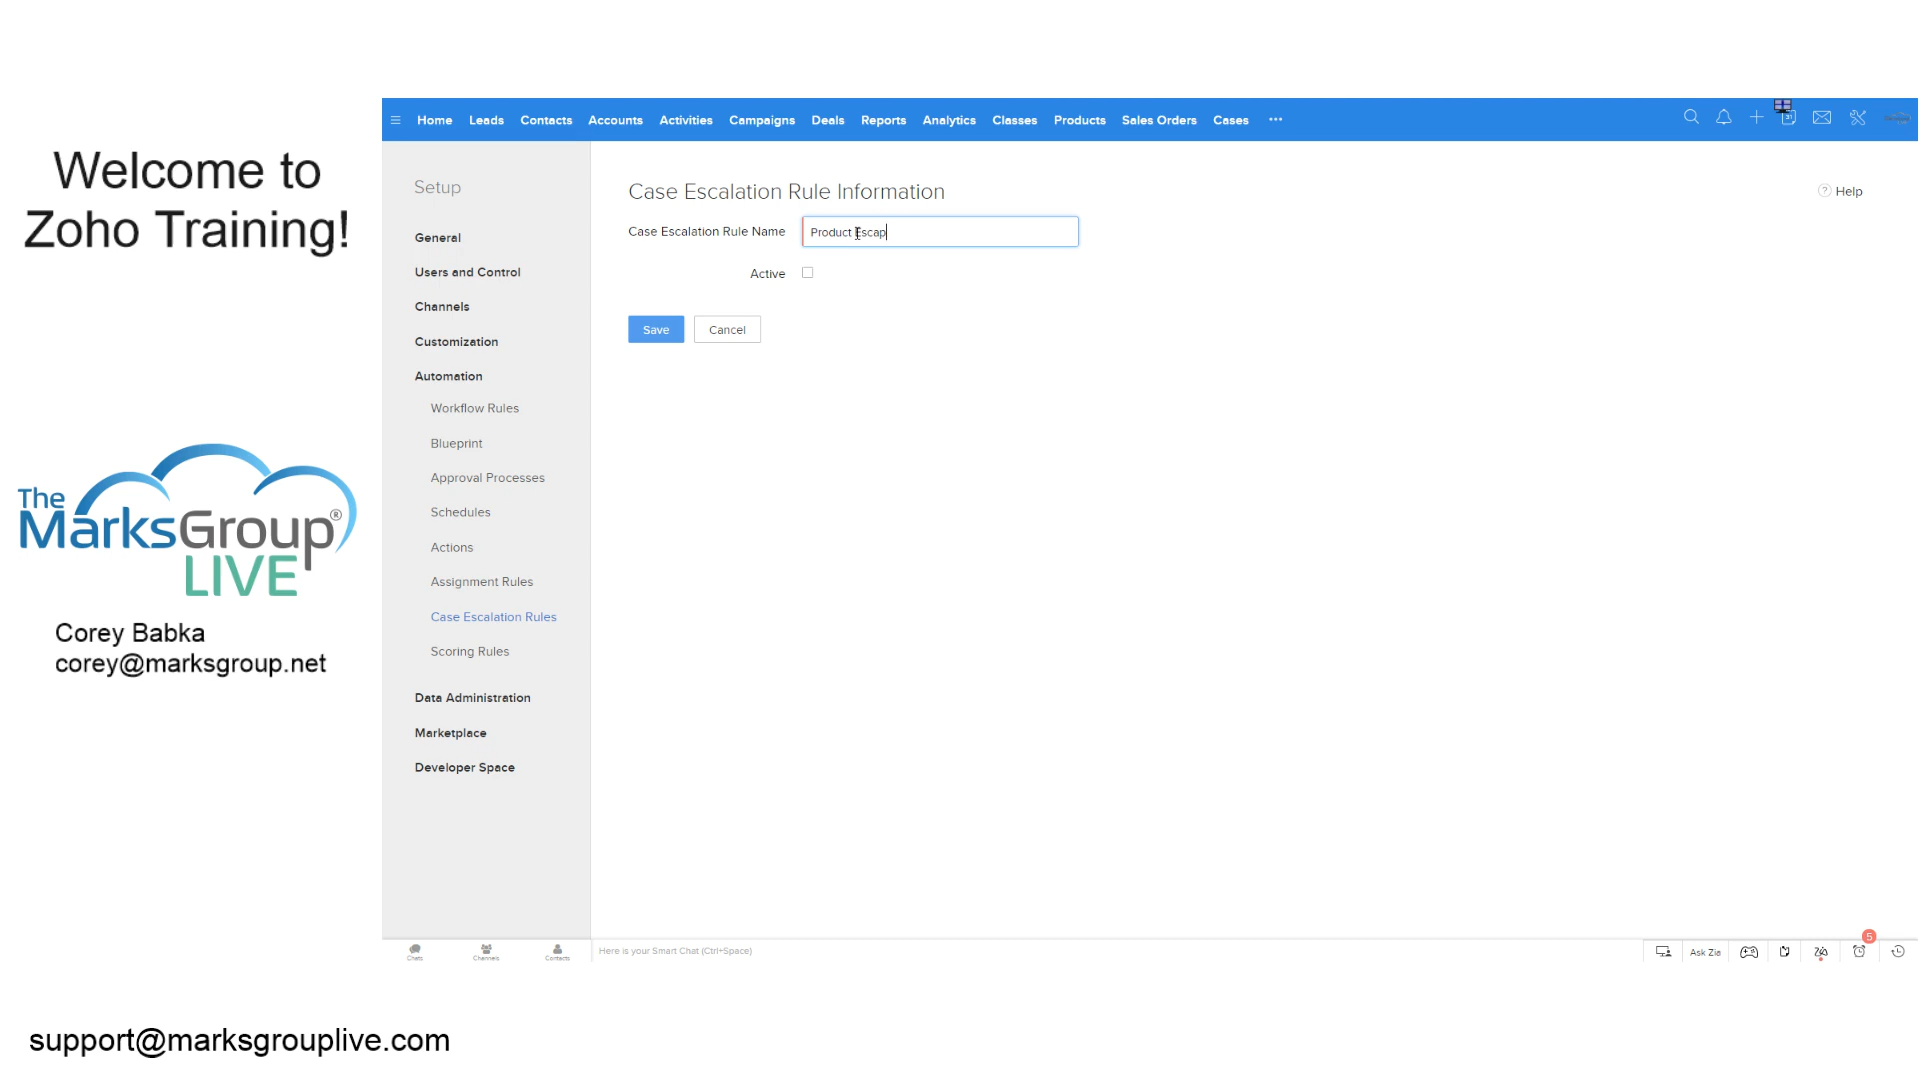 Welcome to
Zoho Training!
The
MarksGroup®
LIVE
Corey Babka
corey@marksgroup.net
support@marksgrouplive.com
Home Leads Contacts Accounts Activities Campaigns Deals Reports Analytics Classes Products Sales Orders Cases •••
31
Setup
General
Users and Control
Channels
Customization
Automation
Workflow Rules
Blueprint
Approval Processes
Schedules
Actions
Assignment Rules
Case Escalation Rules
Scoring Rules
Data Administration
Marketplace
Developer Space
Case Escalation Rule Information
? Help
Case Escalation Rule Name Product Escap
Active
Save Cancel
Chats Channels Contacts
Here is your Smart Chat (Ctrl+Space)
Ask Zia
5